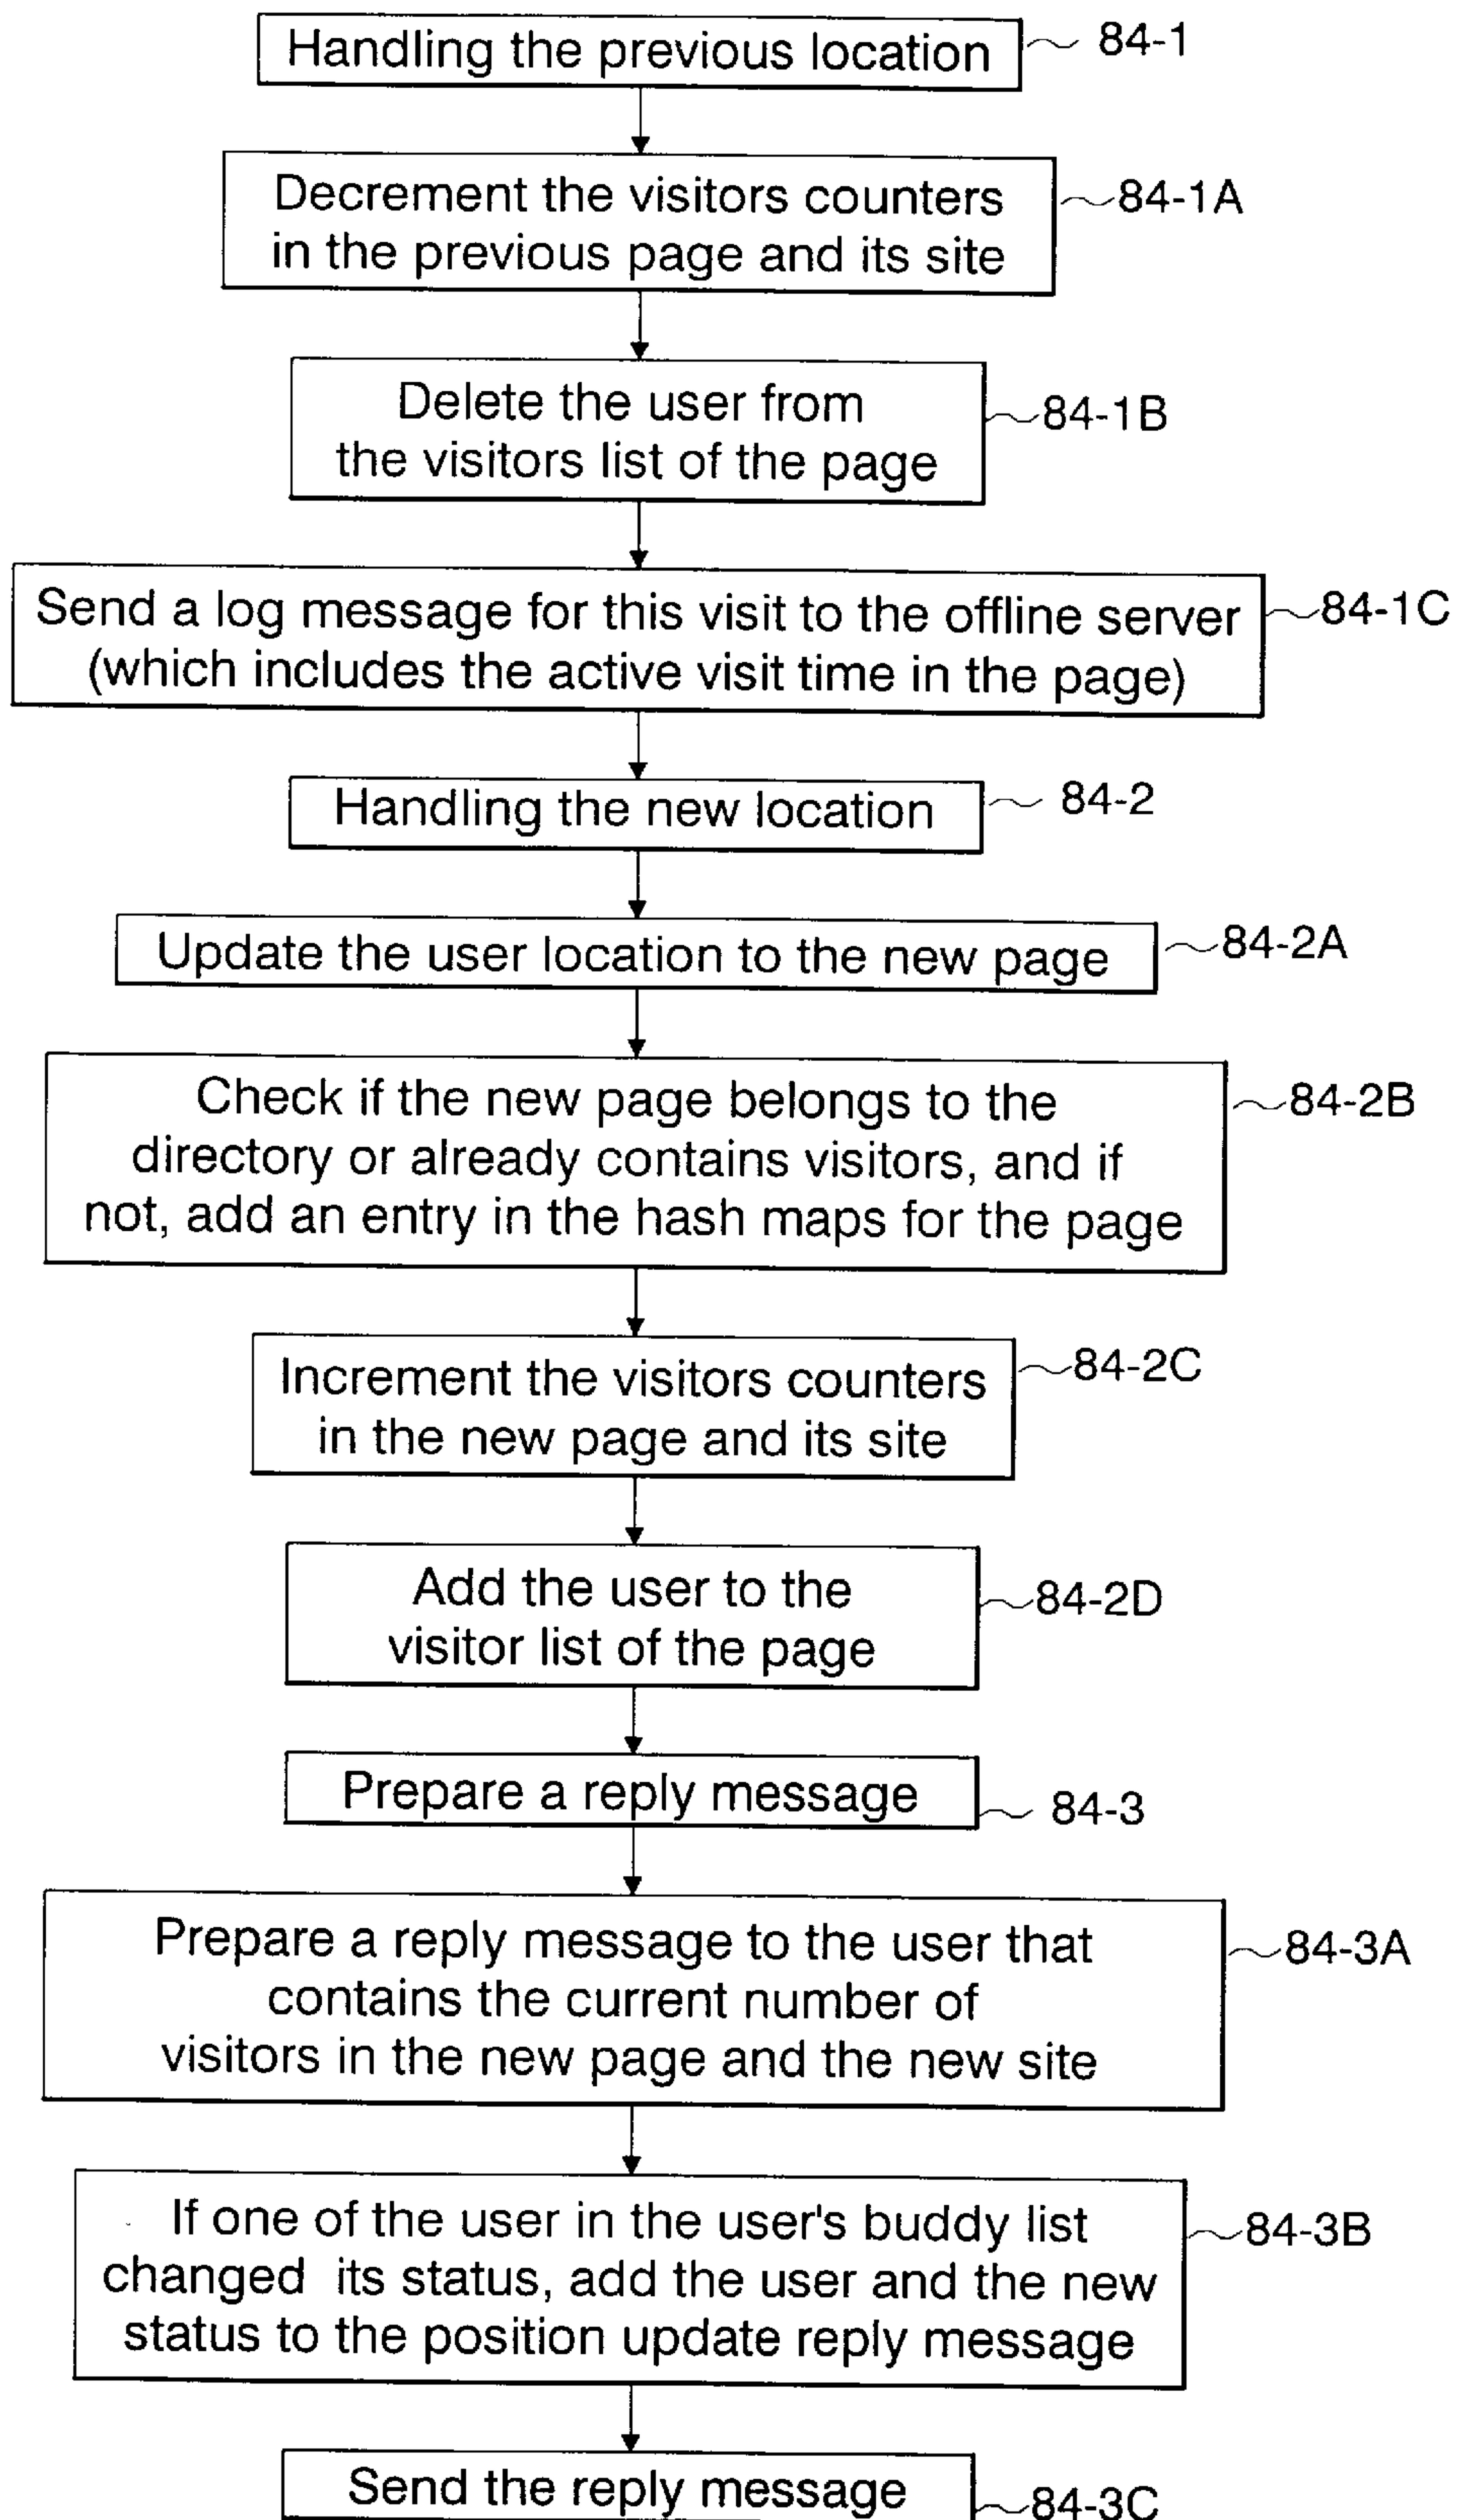 Handling the previous location
84-1
Decrement the visitors counters
in the previous page and its site
84-1A
Delete the user from
the visitors list of the page
84-1B
Send a log message for this visit to the offline server
(which includes the active visit time in the page)
84-1C
Handling the new location
84-2
Update the user location to the new page
84-2A
Check if the new page belongs to the
directory or already contains visitors, and if
not, add an entry in the hash maps for the page
84-2B
Increment the visitors counters
in the new page and its site
84-2C
Add the user to the
visitor list of the page
84-2D
Prepare a reply message
84-3
Prepare a reply message to the user that
contains the current number of
visitors in the new page and the new site
84-3A
If one of the user in the user's buddy list
changed its status, add the user and the new
status to the position update reply message
84-3B
Send the reply message
84-3C